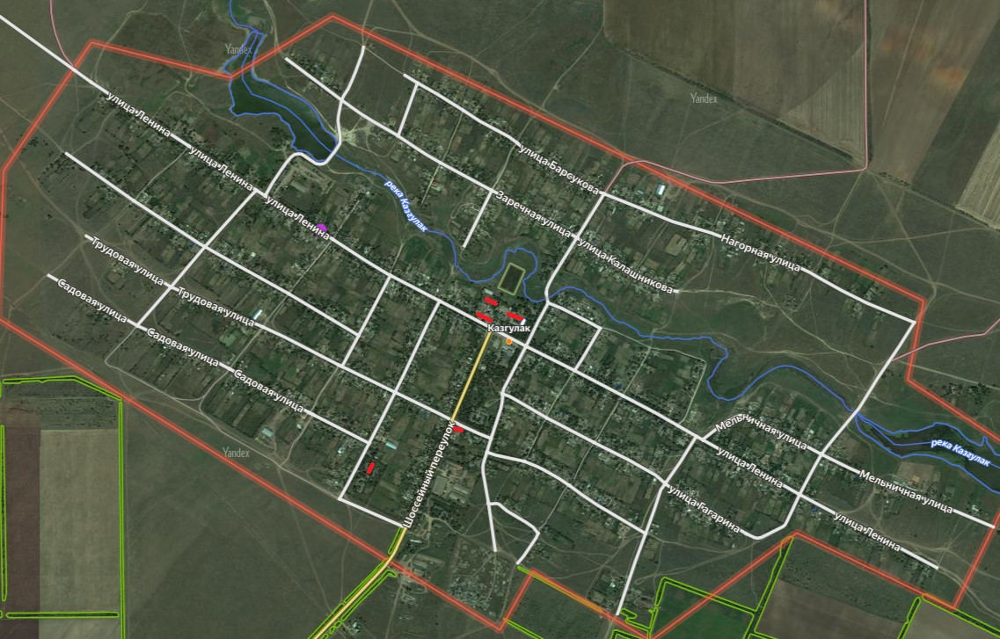 Yandex
Yandex
улица Ленина
улица Ленина
улица Барсукова
река Казгулак
улица Ленина
Заречная улица
улица Калашникова
Нагорная улица
Трудовая улица
Садовая улица
Трудовая улица
Казгулак
Садовая улица
Садовая улица
Мельничная улица
Yandex
Шоссейный переулок
улица Ленина
река Казгулак
Мельничная улица
Yandex
улица Гагарина
улица Ленина